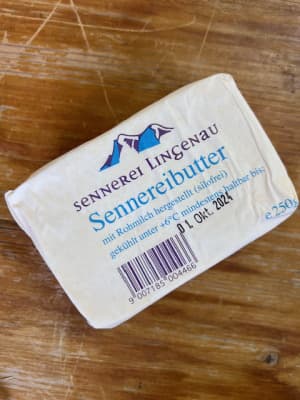 SENNEREI LINGENAU
Sennereibutter
mit Rohmilch hergestellt (silofrei)
gekühlt unter +6°C mindestens haltbar bis:
01. Okt. 2024
e 250g
9 007185 004466